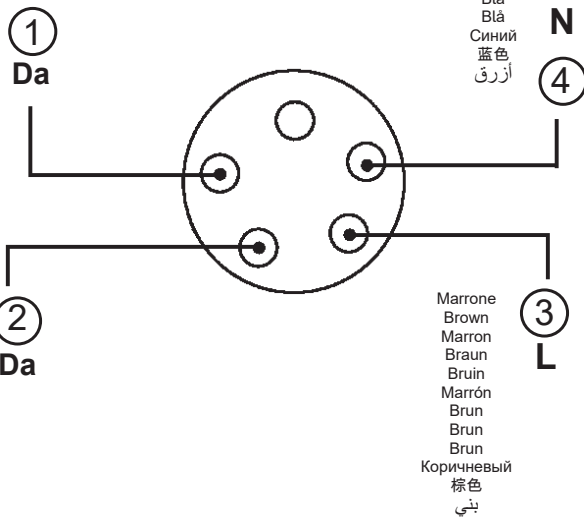 1
Da
Blå
Синий
蓝色
أزرق
N
4
2
Da
Marrone
Brown
Marron
Braun
Bruin
Marrón
Brun
Brun
Brun
Коричневый
棕色
بني
3
L